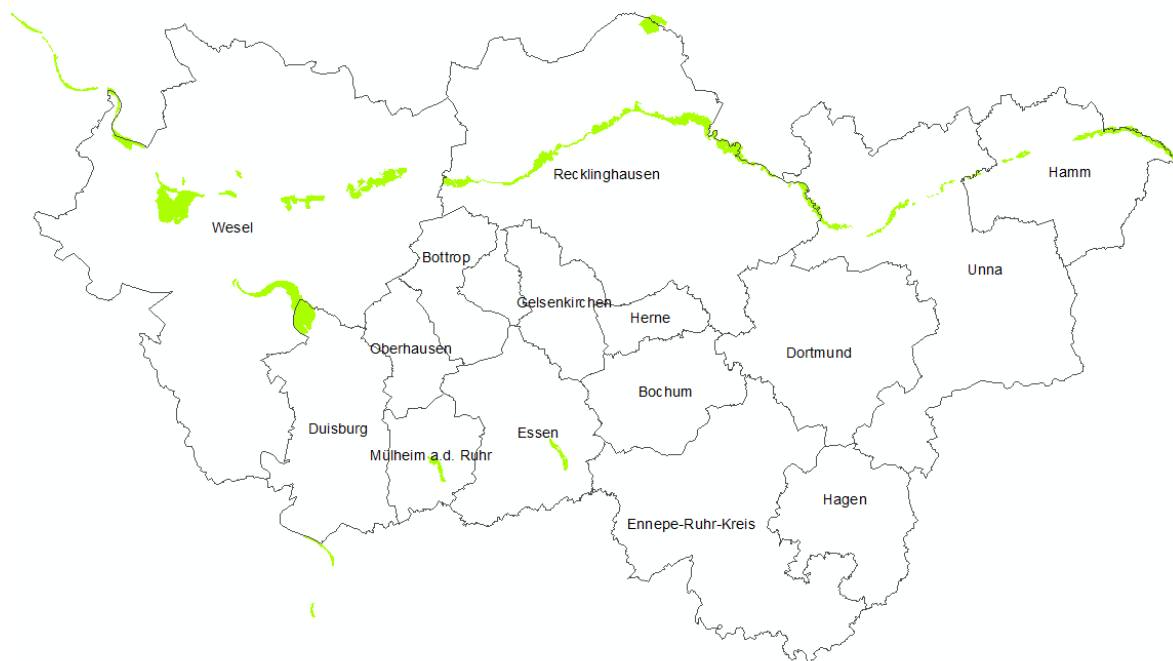 Hamm
Recklinghausen
Wesel
Bottrop
Unna
Gelsenkirchen
Herne
Oberhausen
Dortmund
Bochum
Duisburg
Essen
Mülheim a.d. Ruhr
Hagen
Ennepe-Ruhr-Kreis